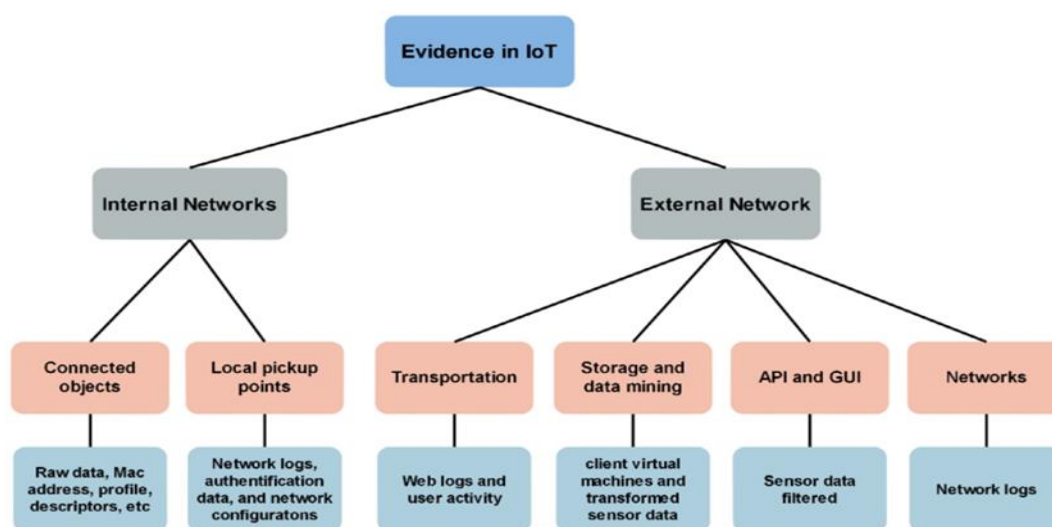 Evidence in IoT
Internal Networks
External Network
Connected
objects
Local pickup
points
Transportation
Storage and
data mining
API and GUI
Networks
Raw data, Mac
address, profile,
descriptors, etc
Network logs,
authentification
data, and network
configuratons
Web logs and
user activity
client virtual
machines and
transformed
sensor data
Sensor data
filtered
Network logs